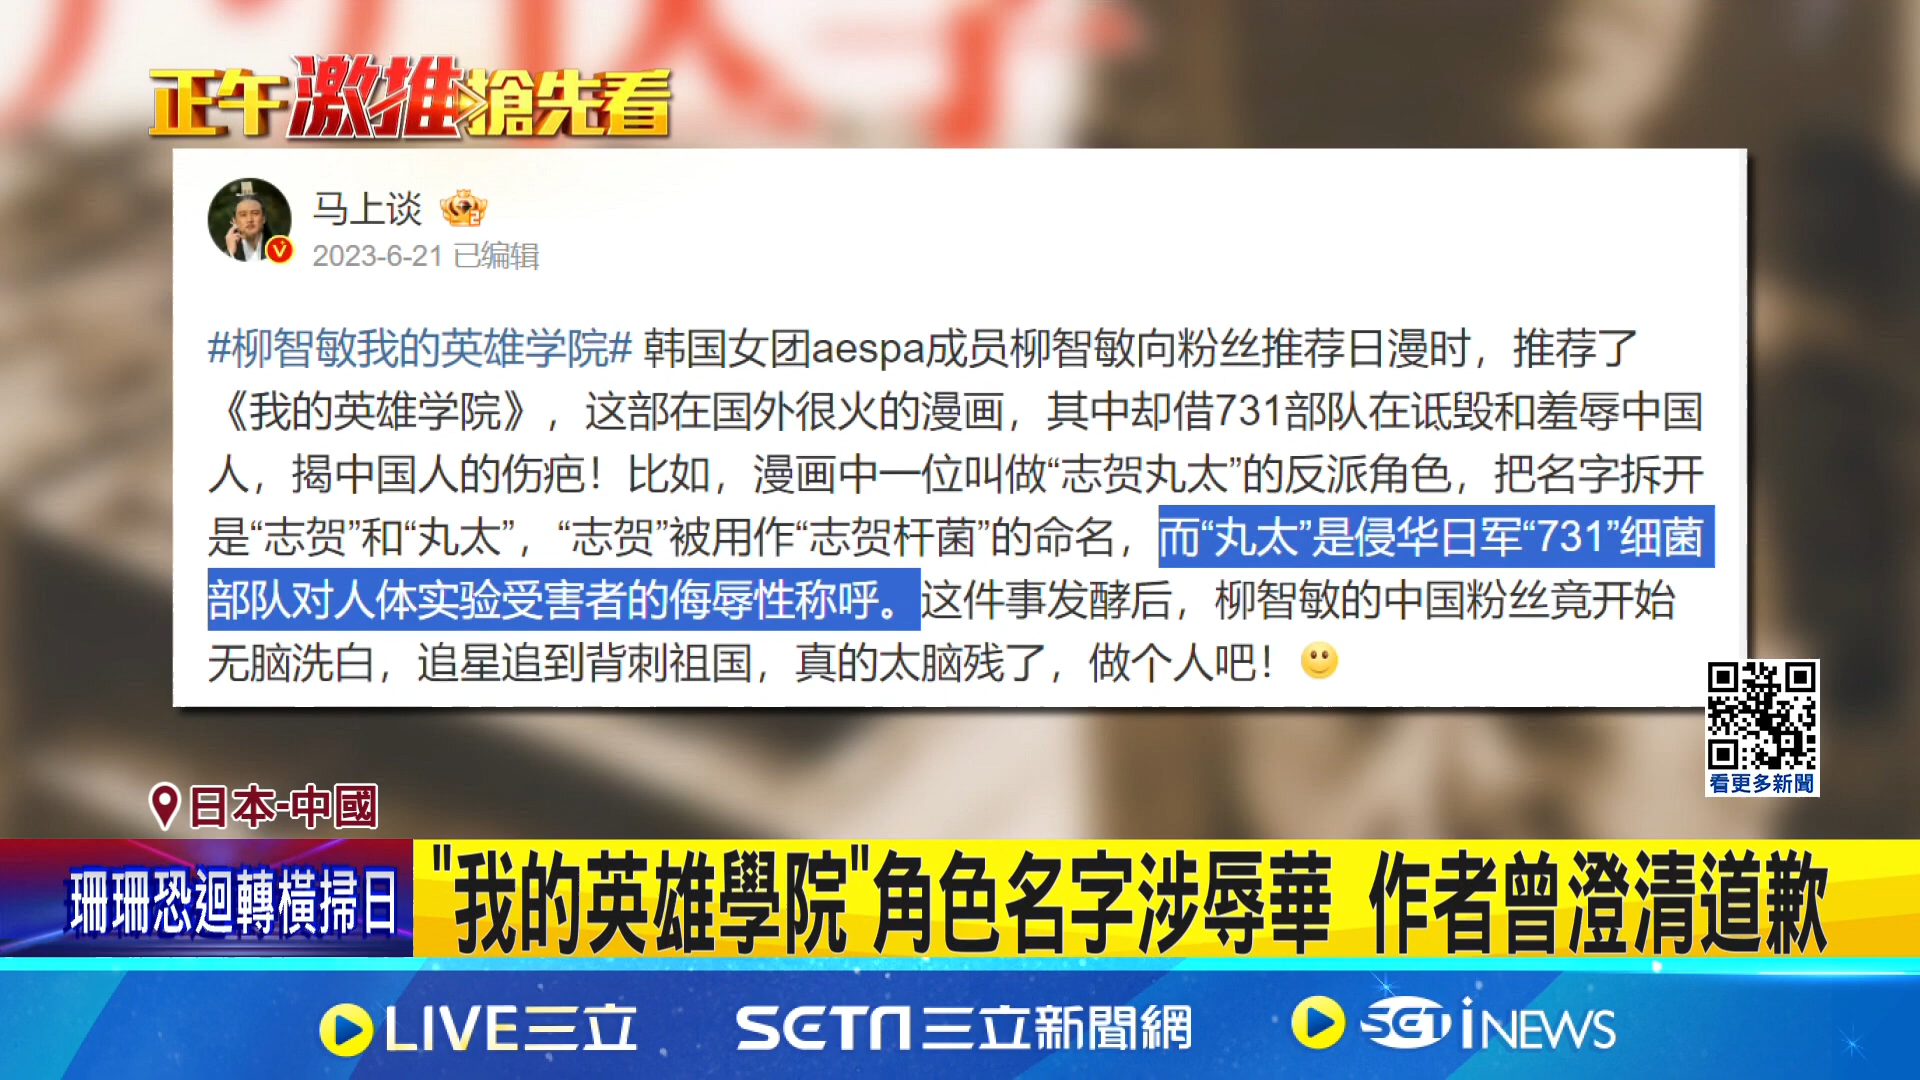 正午激推搶先看
马上谈
2023-6-21 已编辑
#柳智敏我的英雄学院# 韩国女团aespa成员柳智敏向粉丝推荐日漫时，推荐了
《我的英雄学院》，这部在国外很火的漫画，其中却借731部队在诋毁和羞辱中国
人，揭中国人的伤疤！比如，漫画中一位叫做“志贺丸太”的反派角色，把名字拆开
是“志贺”和“丸太”，“志贺”被用作“志贺杆菌”的命名，而“丸太”是侵华日军“731”细菌
部队对人体实验受害者的侮辱性称呼。这件事发酵后，柳智敏的中国粉丝竟开始
无脑洗白，追星追到背刺祖国，真的太脑残了，做个人吧！
看更多新聞
日本-中國
珊珊恐迴轉橫掃日
"我的英雄學院"角色名字涉辱華 作者曾澄清道歉
LIVE三立
SETN三立新聞網
SETiNEWS